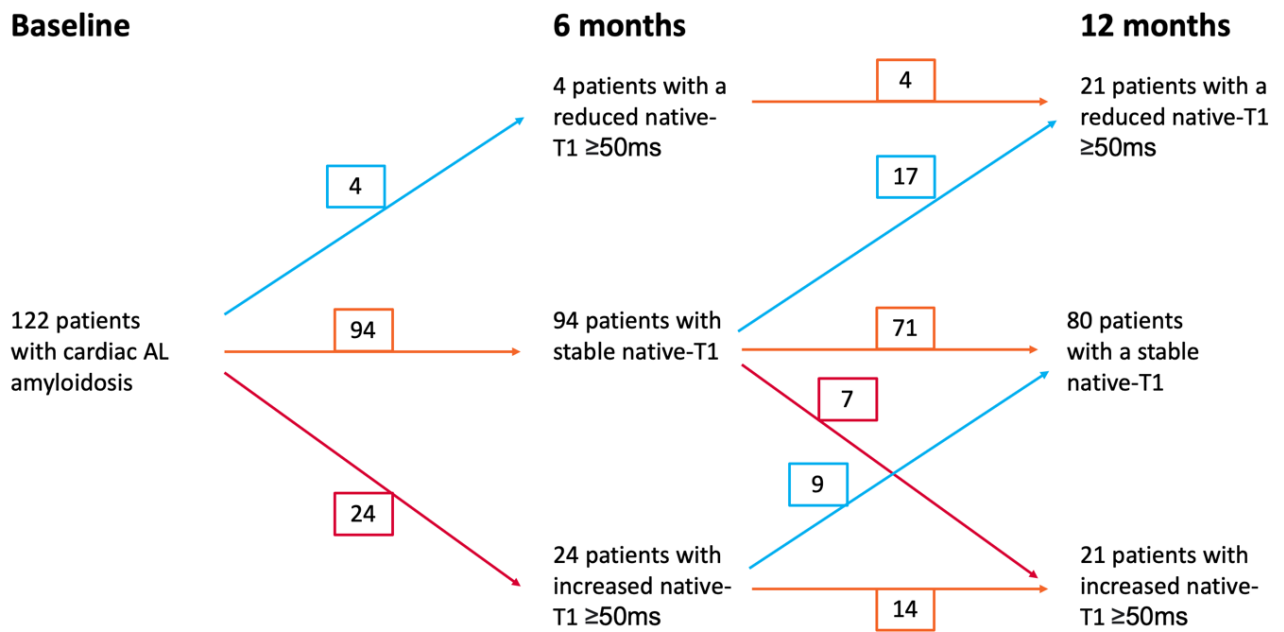 Baseline
6 months
12 months
4 patients with a
reduced native-
T1 ≥50ms
4
21 patients with a
reduced native-T1
≥50ms
4
17
122 patients
with cardiac AL
amyloidosis
94
94 patients with
stable native-T1
71
80 patients
with a stable
native-T1
7
9
24
24 patients with
increased native-
T1 ≥50ms
14
21 patients with
increased native-
T1 ≥50ms